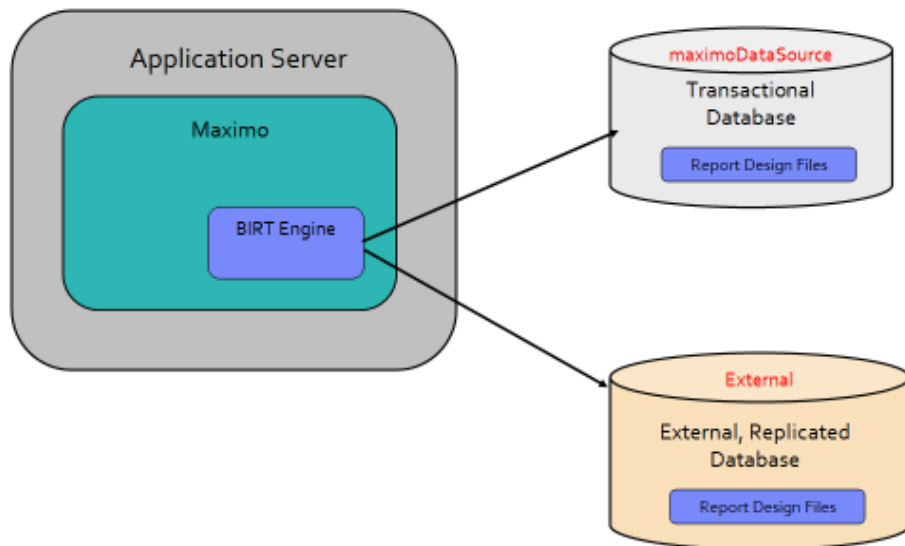 Application Server
Maximo
BIRT Engine
maximoDataSource
Transactional
Database
Report Design Files
External
External, Replicated
Database
Report Design Files